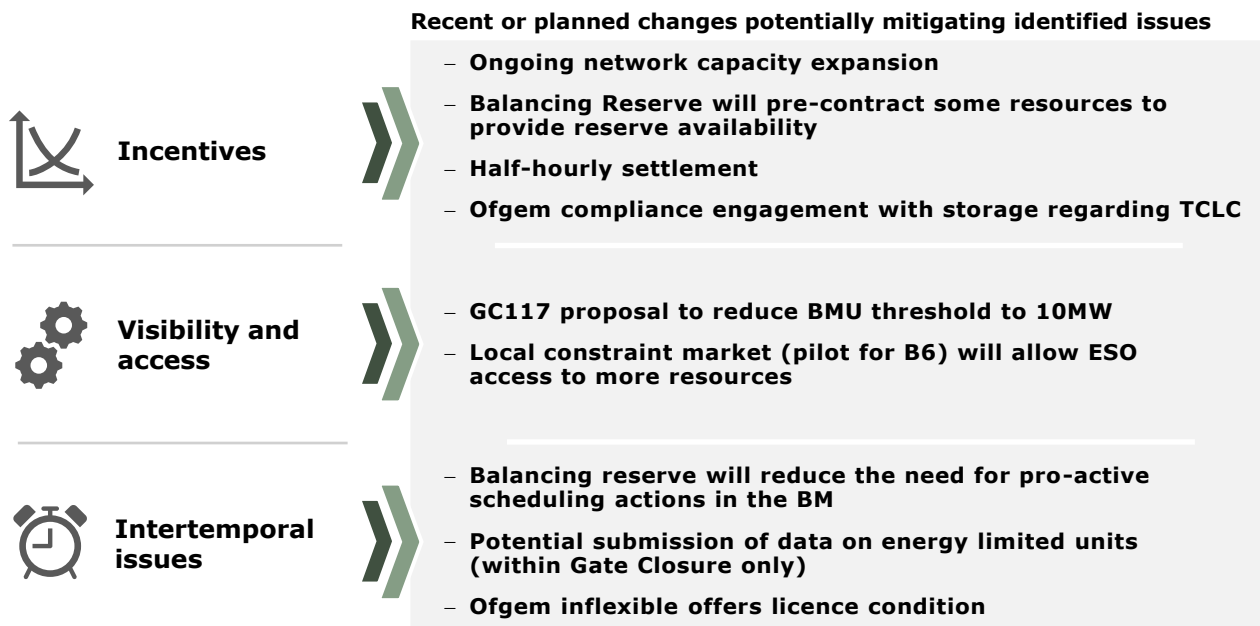 Recent or planned changes potentially mitigating identified issues
Incentives
– Ongoing network capacity expansion
– Balancing Reserve will pre-contract some resources to
provide reserve availability
– Half-hourly settlement
– Ofgem compliance engagement with storage regarding TCLC
Visibility and
access
– GC117 proposal to reduce BMU threshold to 10MW
– Local constraint market (pilot for B6) will allow ESO
access to more resources
Intertemporal
issues
– Balancing reserve will reduce the need for pro-active
scheduling actions in the BM
– Potential submission of data on energy limited units
(within Gate Closure only)
– Ofgem inflexible offers licence condition